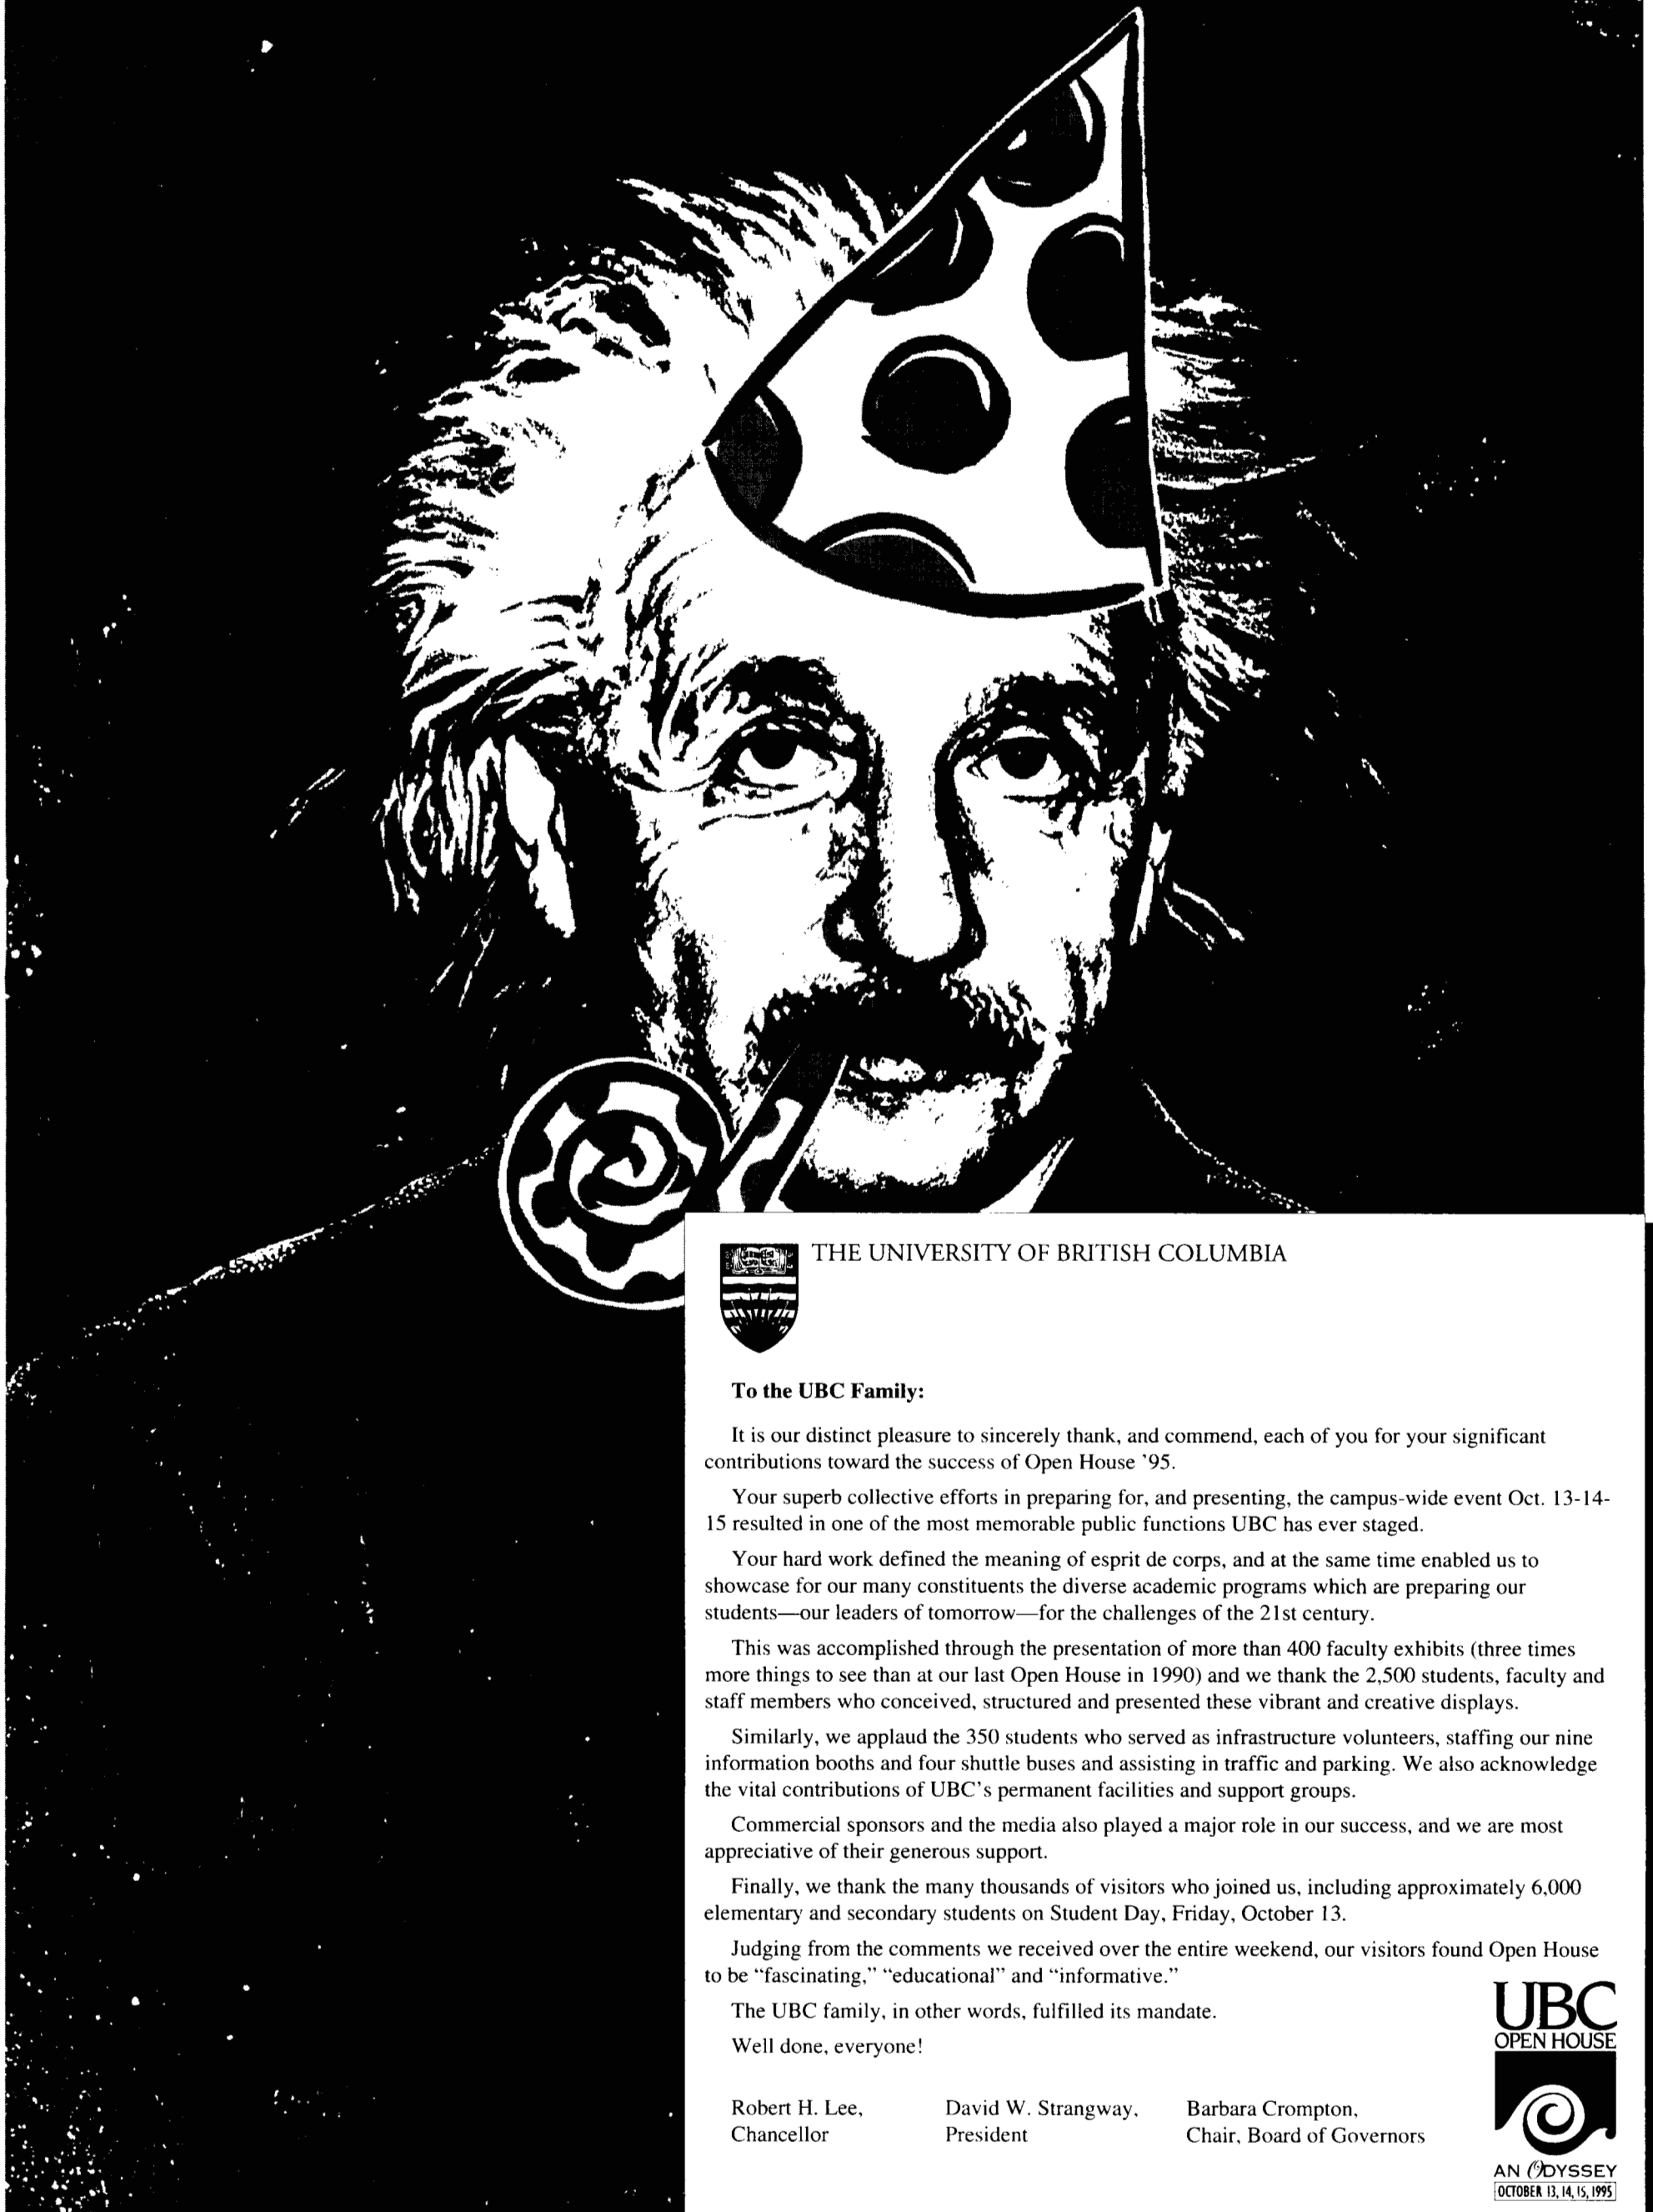 THE UNIVERSITY OF BRITISH COLUMBIA
To the UBC Family:
It is our distinct pleasure to sincerely thank, and commend, each of you for your significant
contributions toward the success of Open House '95.
Your superb collective efforts in preparing for, and presenting, the campus-wide event Oct. 13-14-
15 resulted in one of the most memorable public functions UBC has ever staged.
Your hard work defined the meaning of esprit de corps, and at the same time enabled us to
showcase for our many constituents the diverse academic programs which are preparing our
students—our leaders of tomorrow—for the challenges of the 21st century.
This was accomplished through the presentation of more than 400 faculty exhibits (three times
more things to see than at our last Open House in 1990) and we thank the 2,500 students, faculty and
staff members who conceived, structured and presented these vibrant and creative displays.
Similarly, we applaud the 350 students who served as infrastructure volunteers, staffing our nine
information booths and four shuttle buses and assisting in traffic and parking. We also acknowledge
the vital contributions of UBC's permanent facilities and support groups.
Commercial sponsors and the media also played a major role in our success, and we are most
appreciative of their generous support.
Finally, we thank the many thousands of visitors who joined us, including approximately 6,000
elementary and secondary students on Student Day, Friday, October 13.
Judging from the comments we received over the entire weekend, our visitors found Open House
to be “fascinating,” “educational” and “informative.”
The UBC family, in other words, fulfilled its mandate.
Well done, everyone!
Robert H. Lee,
Chancellor
David W. Strangway,
President
Barbara Crompton,
Chair, Board of Governors
UBC
OPEN HOUSE
AN ODYSSEY
OCTOBER 13, 14, 15, 1995